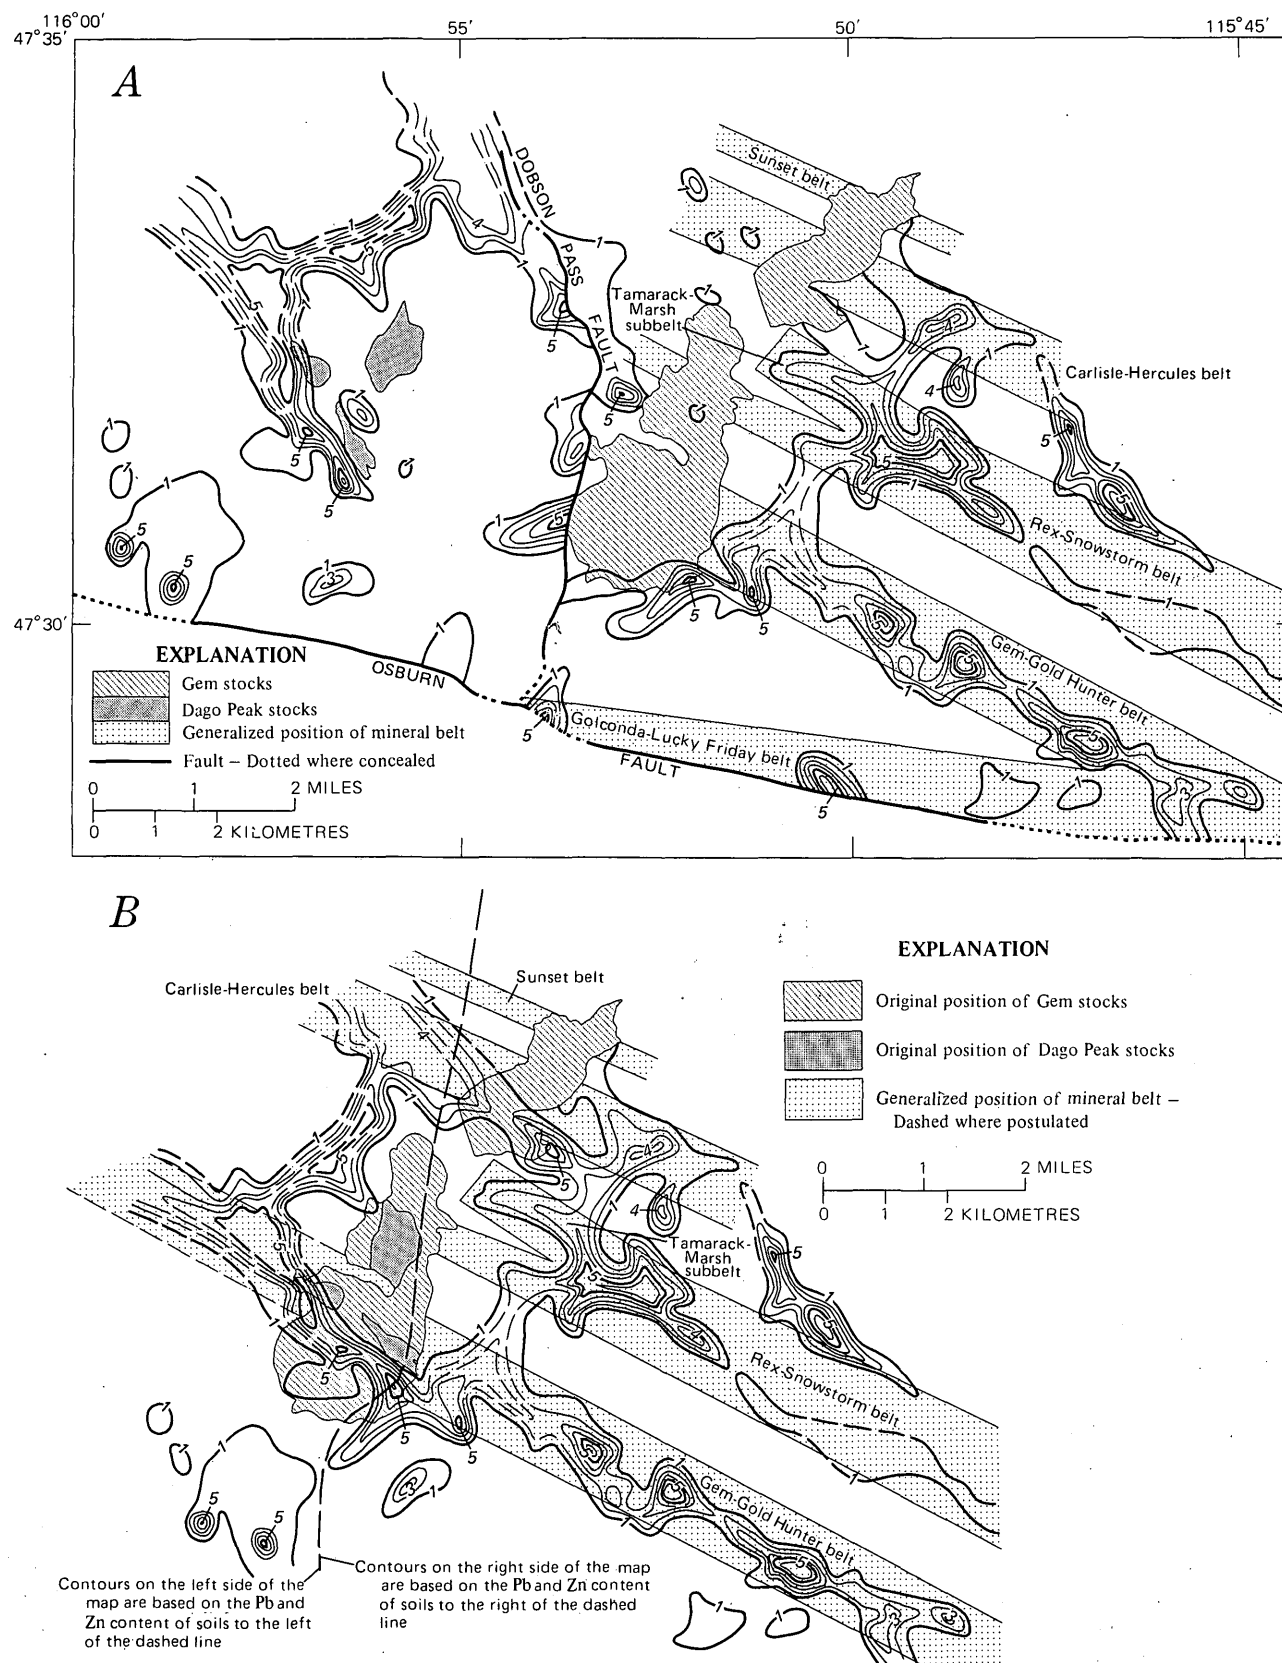 116°00′
55′
50′
115°45′
47°35′
A
DOBSON
PASS
FAULT
Sunset belt
Tamarack-
Marsh
subbelt
Carlisle-Hercules belt
Rex-Snowstorm belt
Gem-Gold Hunter belt
Golconda-Lucky Friday belt
47°30′
OSBURN
FAULT
EXPLANATION
Gem stocks
Dago Peak stocks
Generalized position of mineral belt
Fault – Dotted where concealed
0 1 2 MILES
0 1 2 KILOMETRES
B
Carlisle-Hercules belt
Sunset belt
EXPLANATION
Original position of Gem stocks
Original position of Dago Peak stocks
Generalized position of mineral belt –
Dashed where postulated
0 1 2 MILES
0 1 2 KILOMETRES
Tamarack-
Marsh
subbelt
Rex-Snowstorm belt
Gem-Gold Hunter belt
Contours on the left side of the
map are based on the Pb and
Zn content of soils to the left
of the dashed line
Contours on the right side of the map
are based on the Pb and Zn content
of soils to the right of the dashed
line